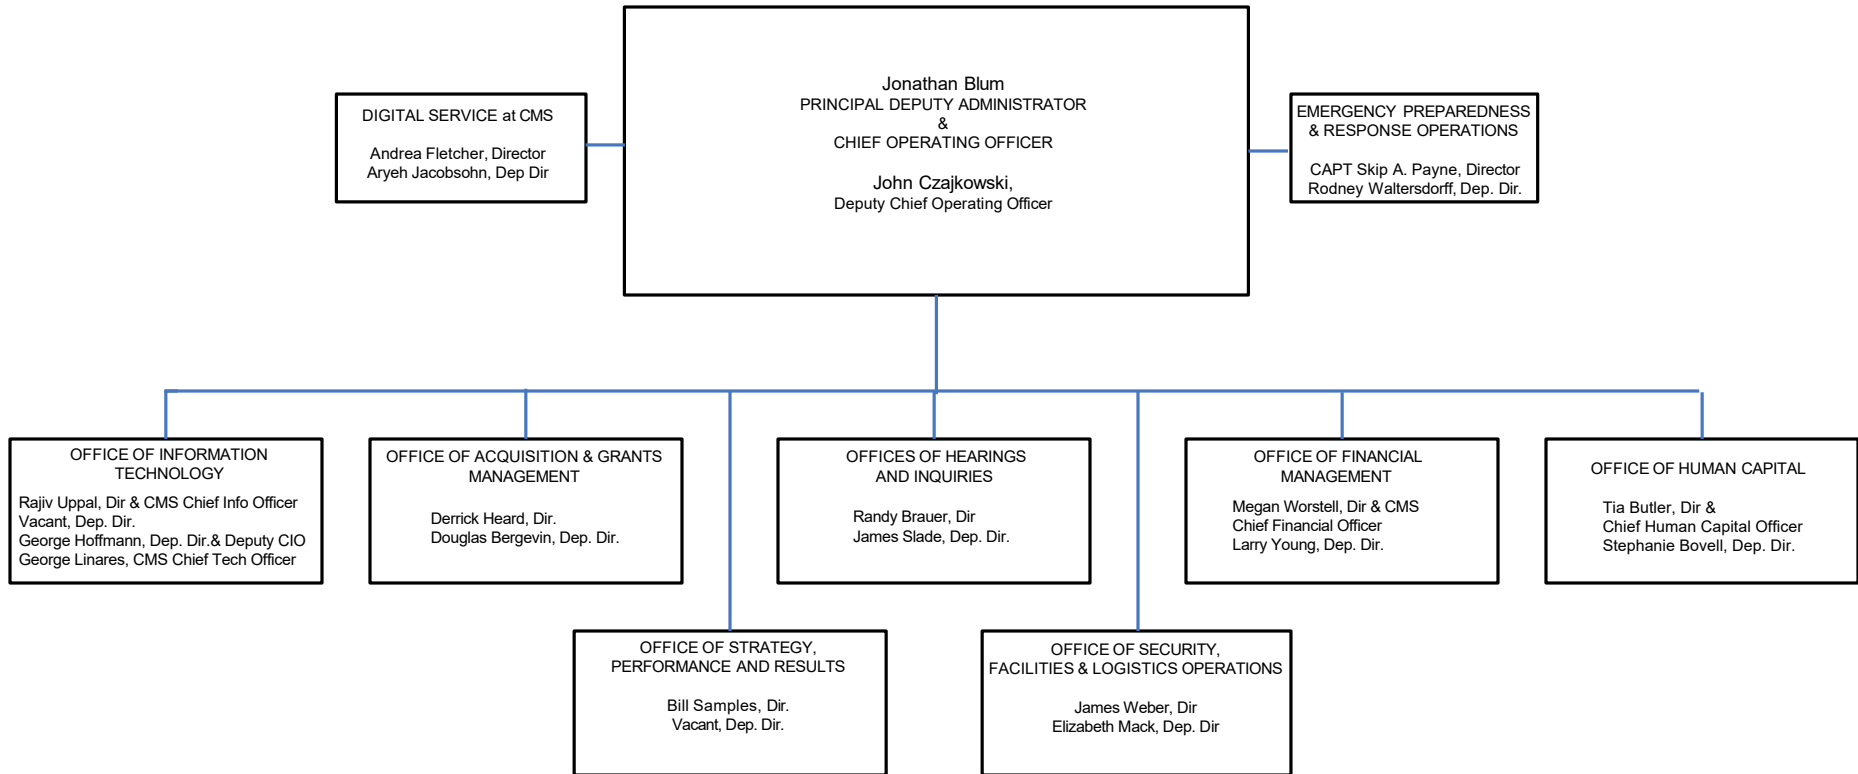 Jonathan Blum
PRINCIPAL DEPUTY ADMINISTRATOR
&
CHIEF OPERATING OFFICER
John Czajkowski,
Deputy Chief Operating Officer
DIGITAL SERVICE at CMS
Andrea Fletcher, Director
Aryeh Jacobsohn, Dep Dir
EMERGENCY PREPAREDNESS
& RESPONSE OPERATIONS
CAPT Skip A. Payne, Director
Rodney Waltersdorff, Dep. Dir.
OFFICE OF INFORMATION
TECHNOLOGY
Rajiv Uppal, Dir & CMS Chief Info Officer
Vacant, Dep. Dir.
George Hoffmann, Dep. Dir.& Deputy CIO
George Linares, CMS Chief Tech Officer
OFFICE OF ACQUISITION & GRANTS
MANAGEMENT
Derrick Heard, Dir.
Douglas Bergevin, Dep. Dir.
OFFICES OF HEARINGS
AND INQUIRIES
Randy Brauer, Dir
James Slade, Dep. Dir.
OFFICE OF FINANCIAL
MANAGEMENT
Megan Worstell, Dir & CMS
Chief Financial Officer
Larry Young, Dep. Dir.
OFFICE OF HUMAN CAPITAL
Tia Butler, Dir &
Chief Human Capital Officer
Stephanie Bovell, Dep. Dir.
OFFICE OF STRATEGY,
PERFORMANCE AND RESULTS
Bill Samples, Dir.
Vacant, Dep. Dir.
OFFICE OF SECURITY,
FACILITIES & LOGISTICS OPERATIONS
James Weber, Dir
Elizabeth Mack, Dep. Dir